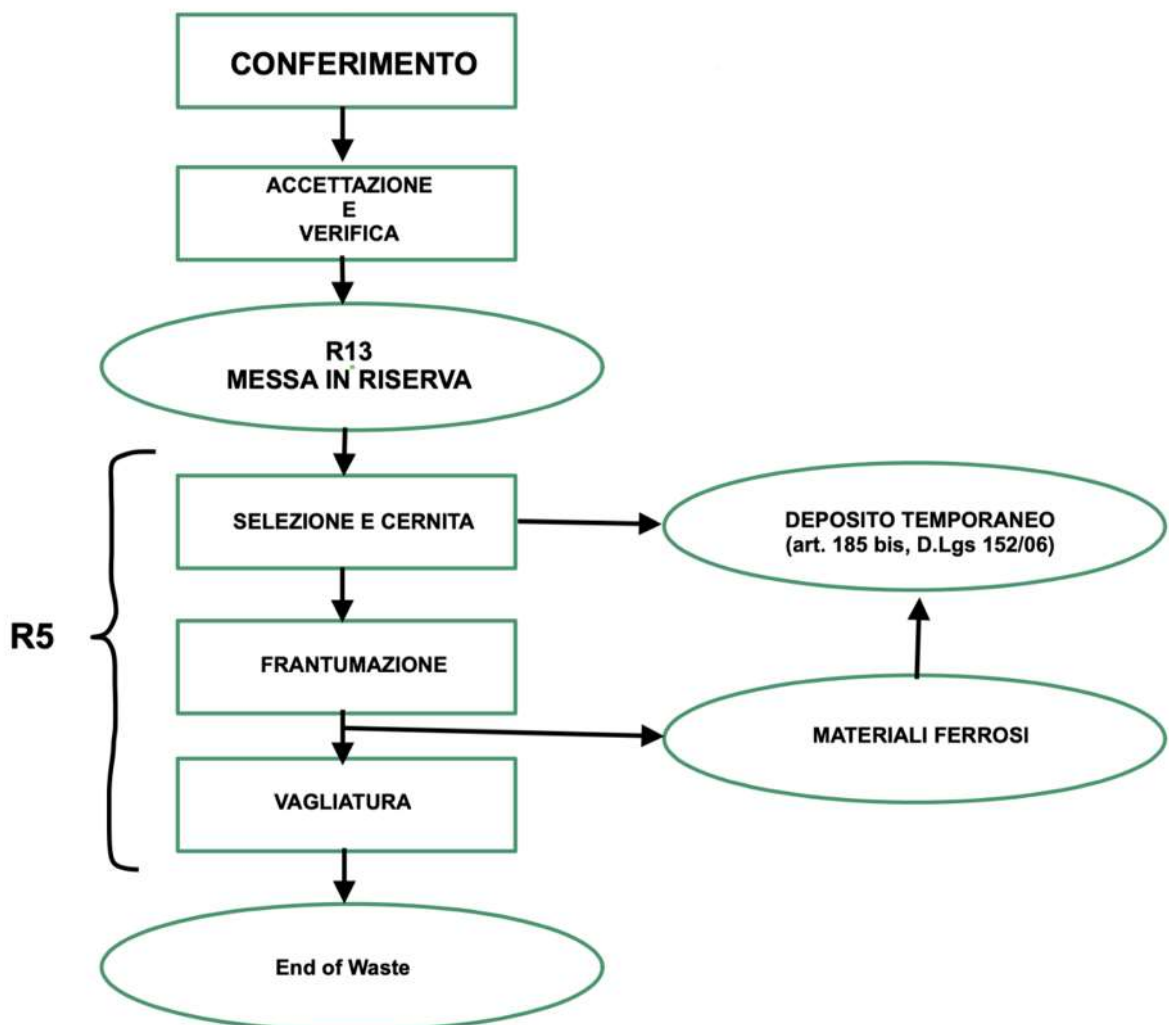 CONFERIMENTO
ACCETTAZIONE
E
VERIFICA
R13
MESSA IN RISERVA
SELEZIONE E CERNITA
DEPOSITO TEMPORANEO
(art. 185 bis, D.Lgs 152/06)
R5
FRANTUMAZIONE
MATERIALI FERROSI
VAGLIATURA
End of Waste